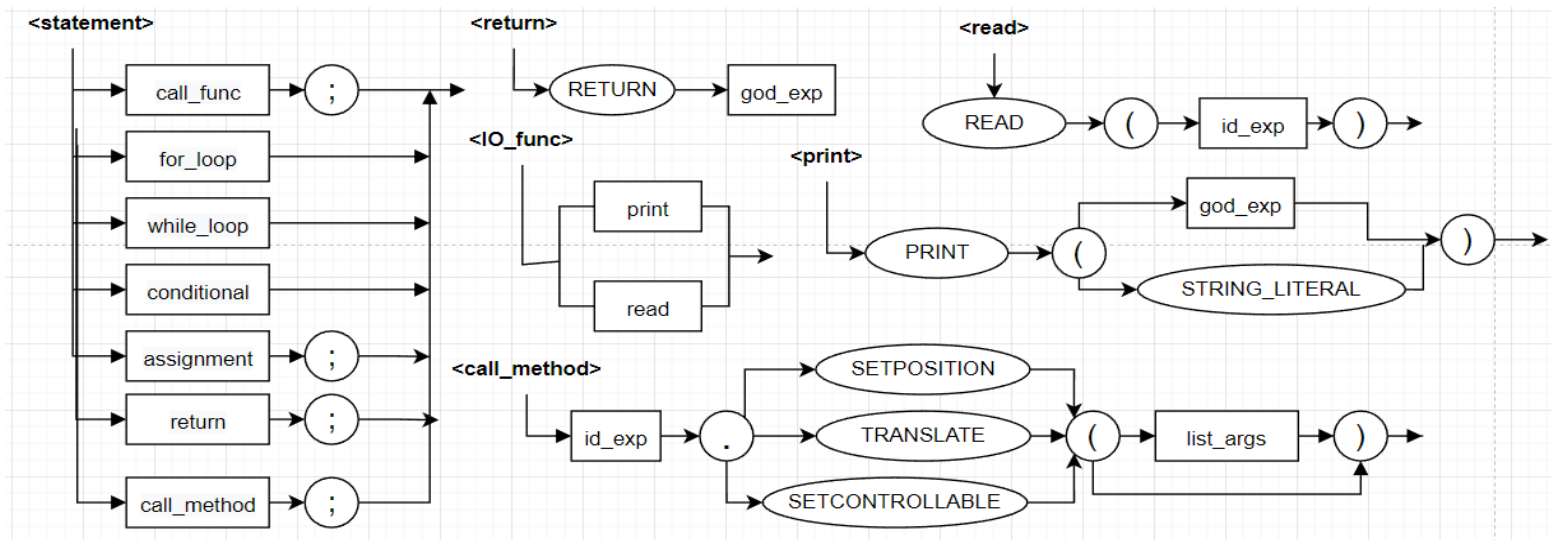 <statement>
call_func ;
for_loop
while_loop
conditional
assignment ;
return ;
call_method ;
<return>
RETURN god_exp
<IO_func>
print
read
<read>
READ ( id_exp )
<print>
PRINT ( god_exp )
STRING_LITERAL
<call_method>
id_exp . SETPOSITION
TRANSLATE ( list_args )
SETCONTROLLABLE